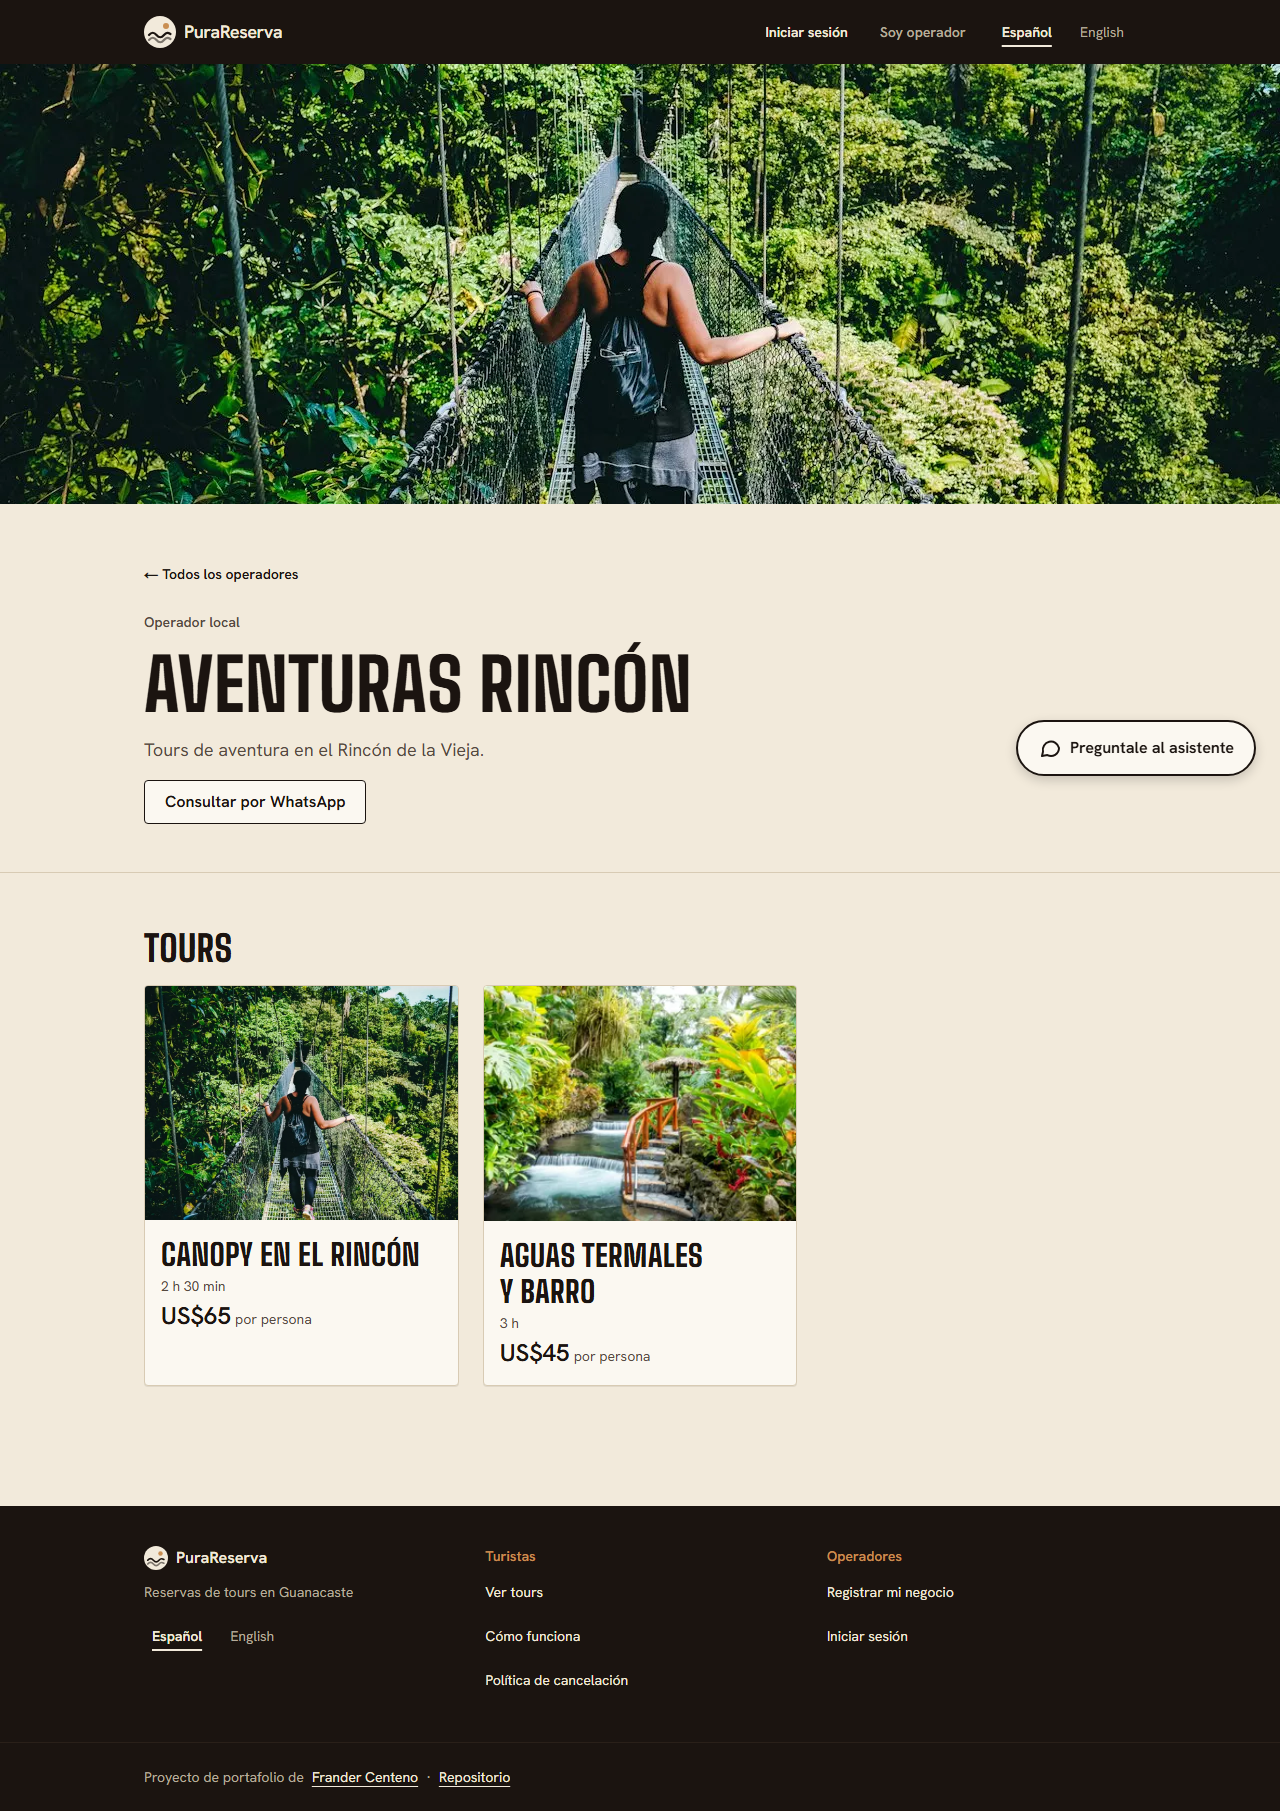 PuraReserva
Iniciar sesión
Soy operador
Español
English
← Todos los operadores
Operador local
AVENTURAS RINCÓN
Tours de aventura en el Rincón de la Vieja.
Consultar por WhatsApp
Preguntale al asistente
TOURS
CANOPY EN EL RINCÓN
2 h 30 min
US$65 por persona
AGUAS TERMALES
Y BARRO
3 h
US$45 por persona
PuraReserva
Reservas de tours en Guanacaste
Español
English
Turistas
Ver tours
Cómo funciona
Política de cancelación
Operadores
Registrar mi negocio
Iniciar sesión
Proyecto de portafolio de Frander Centeno · Repositorio